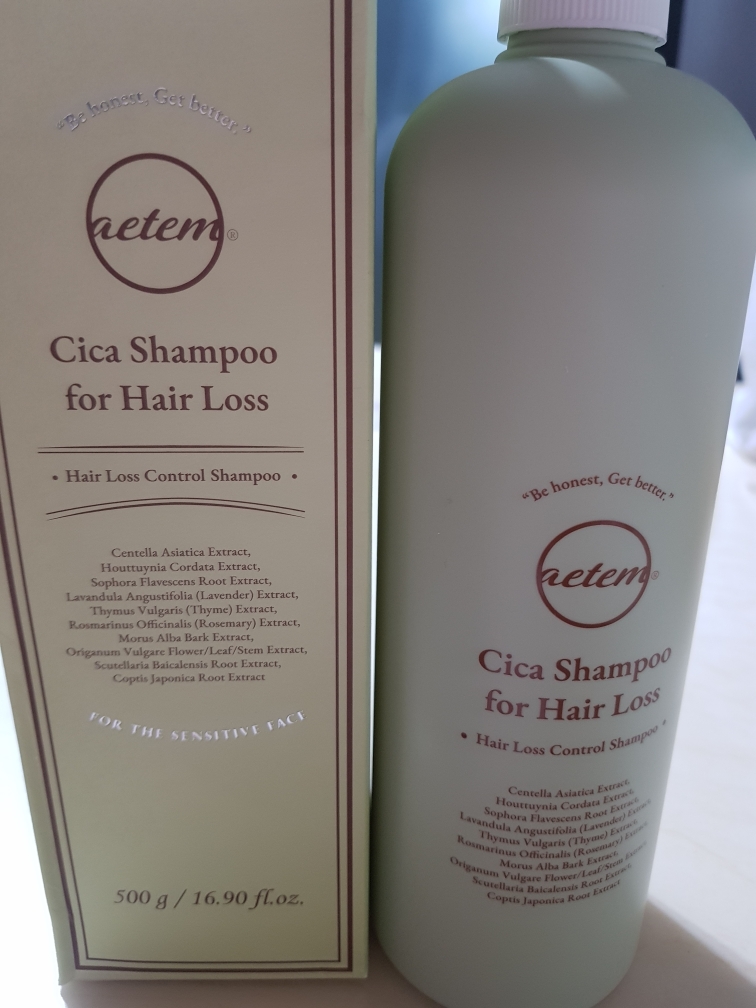 "Be honest, Get better."
aetem®
Cica Shampoo
for Hair Loss
• Hair Loss Control Shampoo •
Centella Asiatica Extract,
Houttuynia Cordata Extract,
Sophora Flavescens Root Extract,
Lavandula Angustifolia (Lavender) Extract,
Thymus Vulgaris (Thyme) Extract,
Rosmarinus Officinalis (Rosemary) Extract,
Morus Alba Bark Extract,
Origanum Vulgare Flower/Leaf/Stem Extract,
Scutellaria Baicalensis Root Extract,
Coptis Japonica Root Extract
FOR THE SENSITIVE FACE
500 g / 16.90 fl.oz.
"Be honest, Get better."
aetem®
Cica Shampoo
for Hair Loss
• Hair Loss Control Shampoo •
Centella Asiatica Extract,
Houttuynia Cordata Extract,
Sophora Flavescens Root Extract,
Lavandula Angustifolia (Lavender) Extract,
Thymus Vulgaris (Thyme) Extract,
Rosmarinus Officinalis (Rosemary) Extract,
Morus Alba Bark Extract,
Origanum Vulgare Flower/Leaf/Stem Extract,
Scutellaria Baicalensis Root Extract,
Coptis Japonica Root Extract